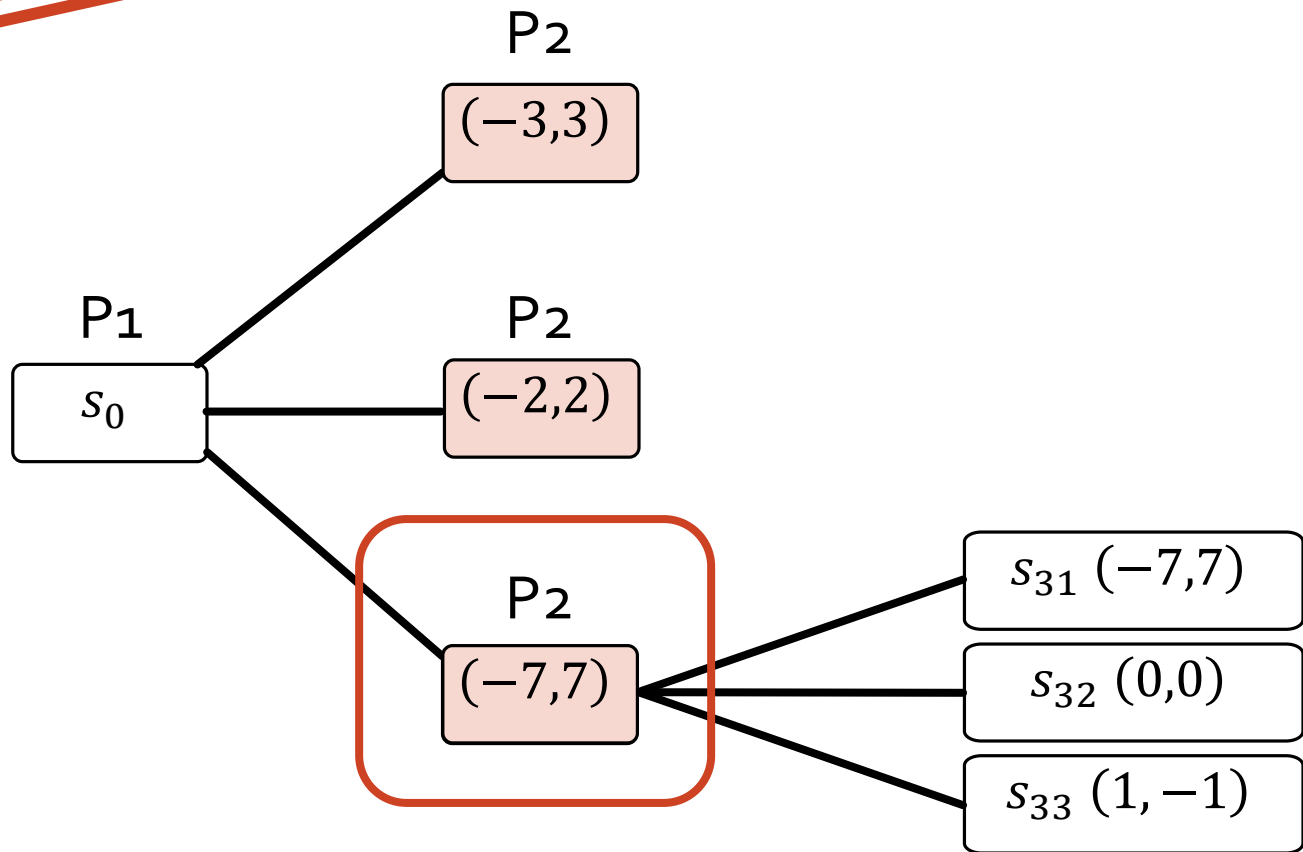 P2
(−3,3)
P1
s₀
P2
(−2,2)
P2
(−7,7)
s₃₁ (−7,7)
s₃₂ (0,0)
s₃₃ (1, −1)